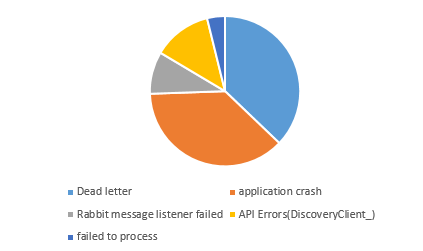 Dead letter
application crash
Rabbit message listener failed
API Errors(DiscoveryClient_)
failed to process